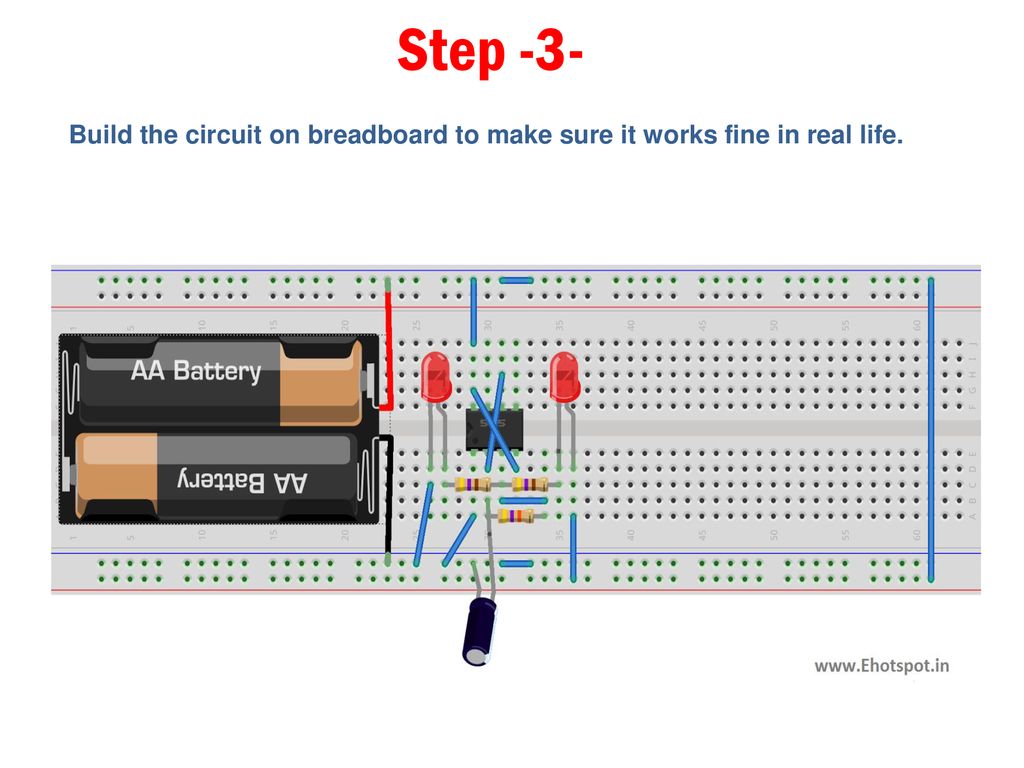 Step -3-
Build the circuit on breadboard to make sure it works fine in real life.
1 5 10 15 20 25 30 35 40 45 50 55 60
J
I
H
G
F
AA Battery
AA Battery
E
D
C
B
A
1 5 10 15 20 25 30 35 40 45 50 55 60
www.Ehotspot.in